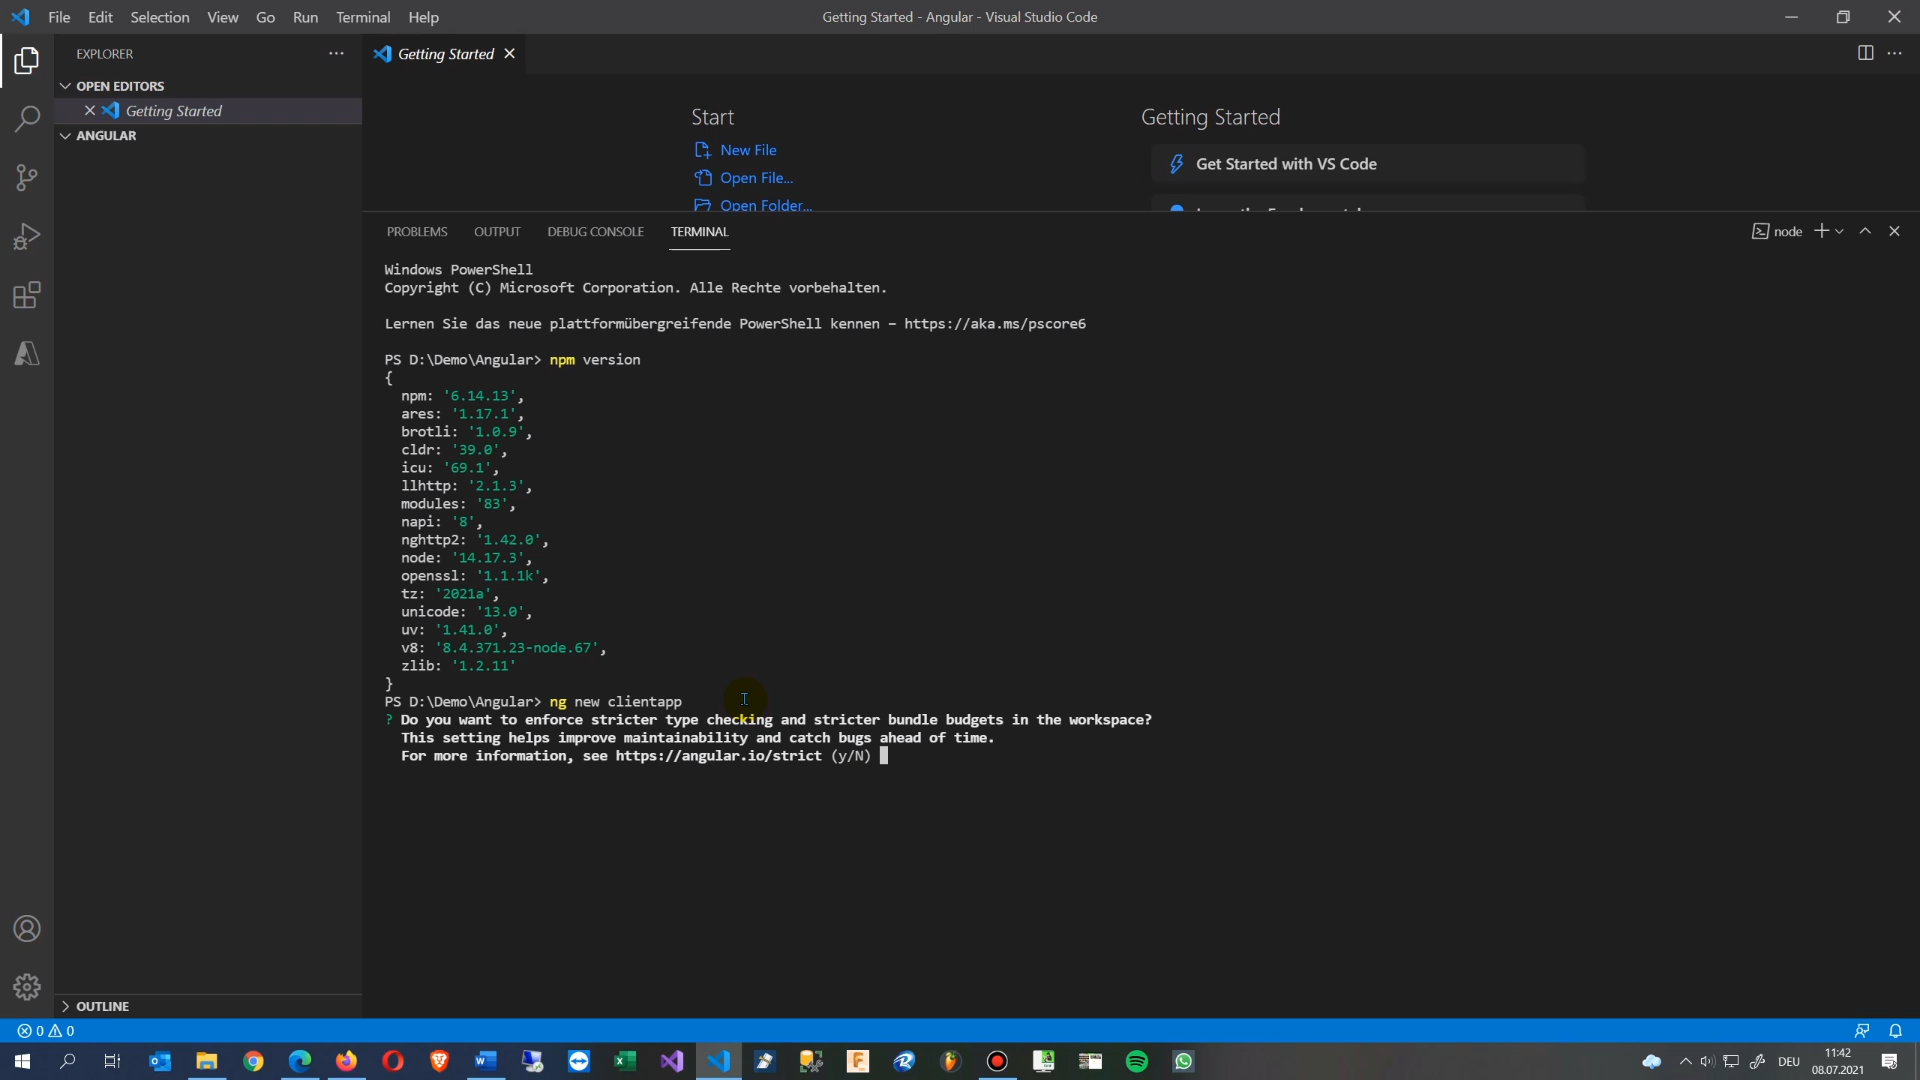 File Edit Selection View Go Run Terminal Help
Getting Started - Angular - Visual Studio Code
EXPLORER
OPEN EDITORS
Getting Started
ANGULAR
OUTLINE
Getting Started
Start
New File
Open File...
Open Folder...
Getting Started
Get Started with VS Code
PROBLEMS OUTPUT DEBUG CONSOLE TERMINAL
node
Windows PowerShell
Copyright (C) Microsoft Corporation. Alle Rechte vorbehalten.
Lernen Sie das neue plattformübergreifende PowerShell kennen – https://aka.ms/pscore6
PS D:\Demo\Angular> npm version
{
npm: '6.14.13',
ares: '1.17.1',
brotli: '1.0.9',
cldr: '39.0',
icu: '69.1',
llhttp: '2.1.3',
modules: '83',
napi: '8',
nghttp2: '1.42.0',
node: '14.17.3',
openssl: '1.1.1k',
tz: '2021a',
unicode: '13.0',
uv: '1.41.0',
v8: '8.4.371.23-node.67',
zlib: '1.2.11'
}
PS D:\Demo\Angular> ng new clientapp
? Do you want to enforce stricter type checking and stricter bundle budgets in the workspace?
This setting helps improve maintainability and catch bugs ahead of time.
For more information, see https://angular.io/strict (y/N)
0 0
DEU
11:42
08.07.2021